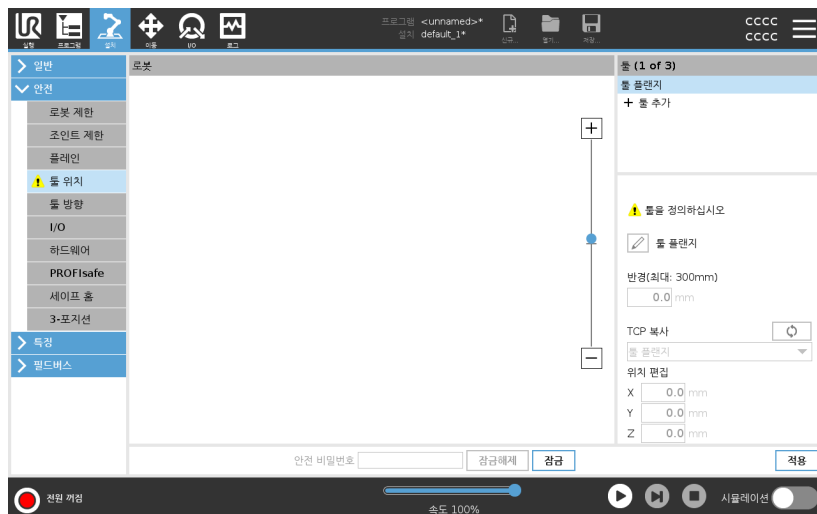 UR
실행
프로그램
설치
이동
I/O
로그
프로그램 <unnamed>*
설치 default_1*
신규...
열기...
저장...
CCCC
CCCC
일반
안전
로봇 제한
조인트 제한
플레인
툴 위치
툴 방향
I/O
하드웨어
PROFIsafe
세이프 홈
3-포지션
특징
필드버스
로봇
툴 (1 of 3)
툴 플랜지
+ 툴 추가
툴을 정의하십시오
툴 플랜지
반경(최대: 300mm)
0.0 mm
TCP 복사
툴 플랜지
위치 편집
X 0.0 mm
Y 0.0 mm
Z 0.0 mm
안전 비밀번호 잠금해제 잠금
적용
전원 꺼짐
속도 100%
시뮬레이션